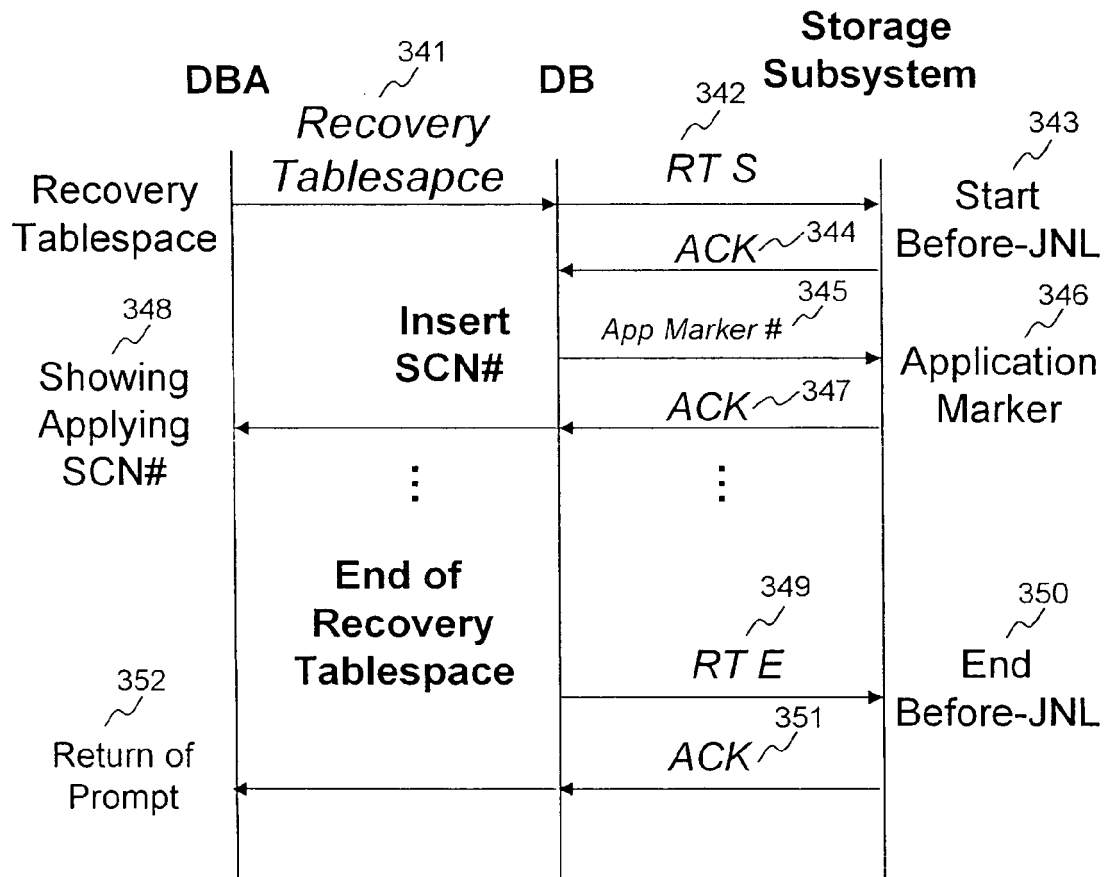 Storage
Subsystem
DBA
341
DB
342
343
Recovery
Tablesapce
RT S
Recovery
Tablespace
Start
Before-JNL
ACK
344
348
Insert
SCN#
App Marker #
345
346
Showing
Applying
SCN#
Application
Marker
ACK
347
End of
Recovery
Tablespace
349
350
RT E
End
Before-JNL
352
ACK
351
Return of
Prompt